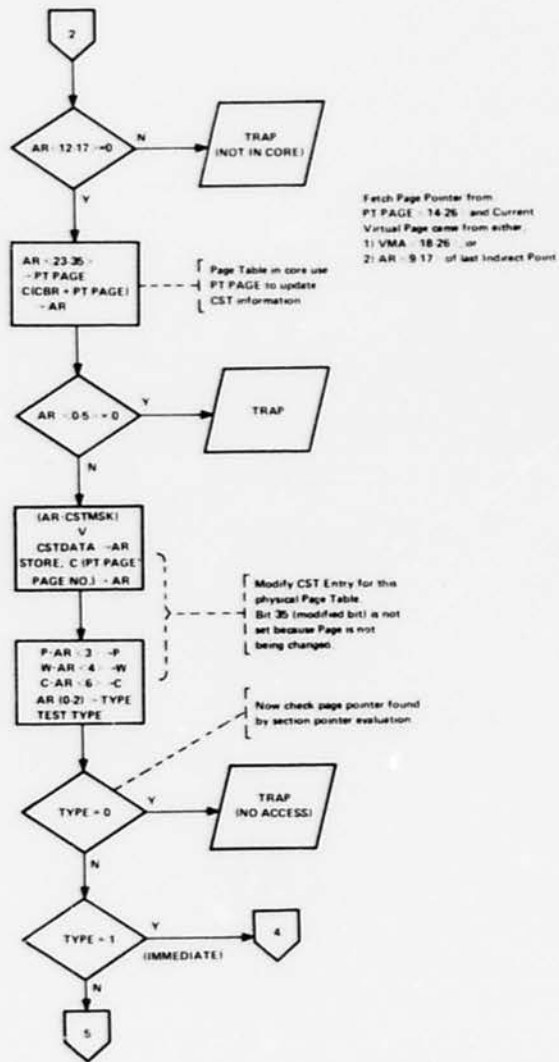 2
AR<12-17>=0
N
TRAP
(NOT IN CORE)
Y
Fetch Page Pointer from
PT PAGE <14-26> and Current
Virtual Page came from either
1) VMA <18-26> or
2) AR <9-17> of last Indirect Point
AR <23-35>
→PT PAGE
C(CBR + PT PAGE)
→AR
Page Table in core use
PT PAGE to update
CST information
AR <0-5> = 0
Y
TRAP
N
(AR·CSTMSK)
V
CSTDATA →AR
STORE, C (PT PAGE
PAGE NO.) →AR
Modify CST Entry for this
physical Page Table.
Bit 35 (modified bit) is not
set because Page is not
being changed.
P·AR<3>→P
W·AR<4>→W
C·AR<6>→C
AR (0-2) →TYPE
TEST TYPE
Now check page pointer found
by section pointer evaluation
TYPE = 0
Y
TRAP
(NO ACCESS)
N
TYPE = 1
Y
(IMMEDIATE)
4
N
5